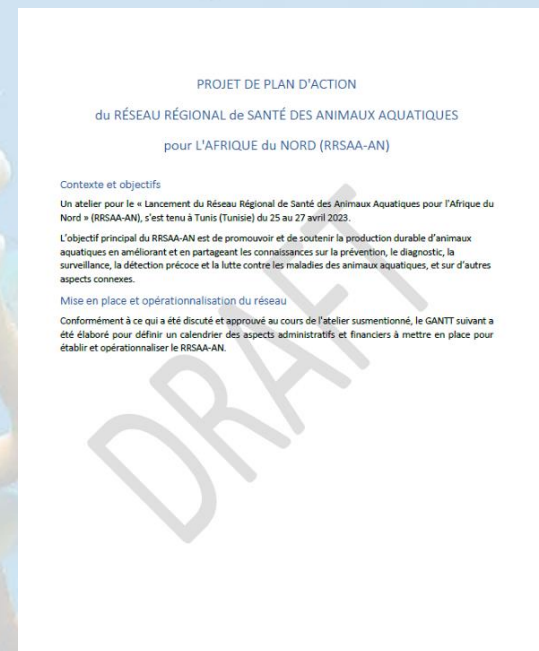 PROJET DE PLAN D'ACTION
du RÉSEAU RÉGIONAL de SANTÉ DES ANIMAUX AQUATIQUES
pour L'AFRIQUE du NORD (RRSAA-AN)
Contexte et objectifs
Un atelier pour le « Lancement du Réseau Régional de Santé des Animaux Aquatiques pour l'Afrique du
Nord » (RRSAA-AN), s'est tenu à Tunis (Tunisie) du 25 au 27 avril 2023.
L'objectif principal du RRSAA-AN est de promouvoir et de soutenir la production durable d'animaux
aquatiques en améliorant et en partageant les connaissances sur la prévention, le diagnostic, la
surveillance, la détection précoce et la lutte contre les maladies des animaux aquatiques, et sur d'autres
aspects connexes.
Mise en place et opérationnalisation du réseau
Conformément à ce qui a été discuté et approuvé au cours de l'atelier susmentionné, le GANTT suivant a
été élaboré pour définir un calendrier des aspects administratifs et financiers à mettre en place pour
établir et opérationnaliser le RRSAA-AN.
DRAFT